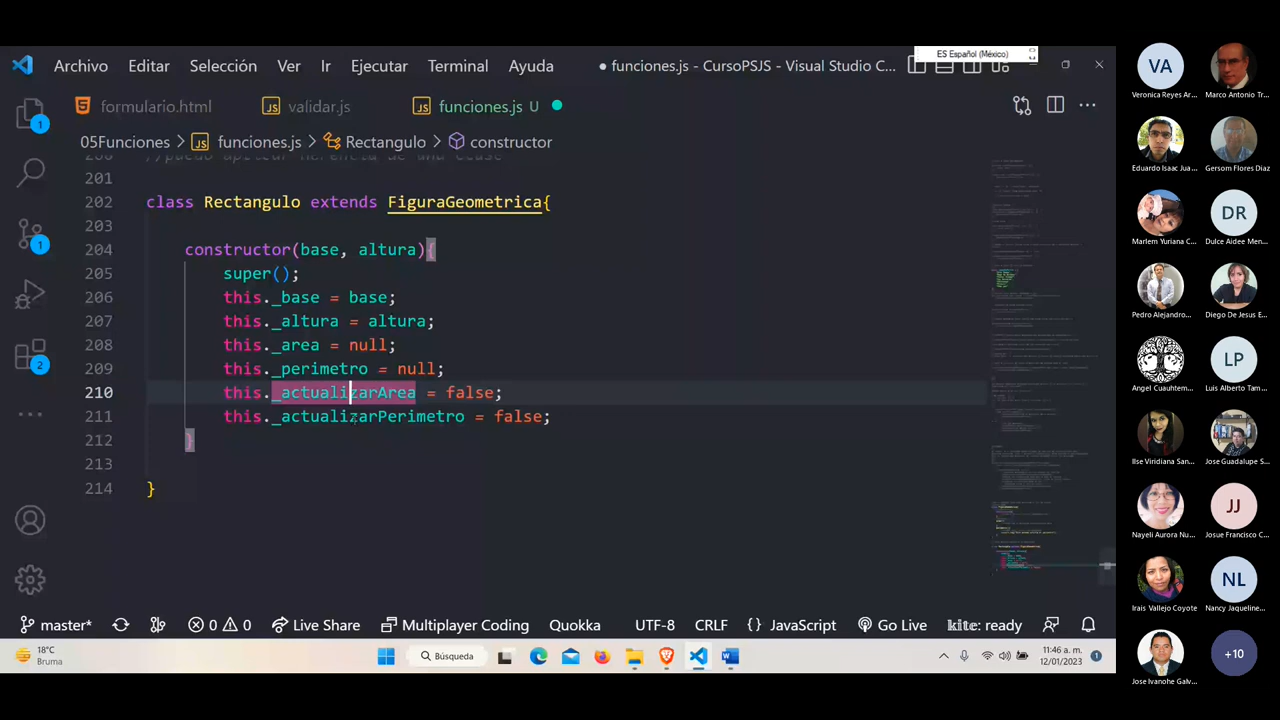 ES Español (México)
Archivo Editar Selección Ver Ir Ejecutar Terminal Ayuda
● funciones.js - CursoPSJS - Visual Studio C...
formulario.html
JS validar.js
JS funciones.js U
05Funciones > JS funciones.js > Rectangulo > constructor
201
202 class Rectangulo extends FiguraGeometrica{
203
204 constructor(base, altura){
205 super();
206 this._base = base;
207 this._altura = altura;
208 this._area = null;
209 this._perimetro = null;
210 this._actualizarArea = false;
211 this._actualizarPerimetro = false;
212 }
213
214 }
1
1
2
master* 0 0 Live Share Multiplayer Coding Quokka UTF-8 CRLF {} JavaScript Go Live kite: ready
18°C
Bruma
Búsqueda
11:46 a. m.
12/01/2023
1
VA
Veronica Reyes Ar...
Marco Antonio Tr...
Eduardo Isaac Jua...
Gersom Flores Diaz
Marlem Yuriana C...
DR
Dulce Aidee Men...
Pedro Alejandro...
Diego De Jesus E...
Angel Cuauhtem...
LP
Luis Alberto Tam...
Ilse Viridiana San...
Jose Guadalupe S...
Nayeli Aurora Nu...
JJ
Josue Francisco C...
Irais Vallejo Coyote
NL
Nancy Jaqueline...
Jose Ivanohe Galv...
+10